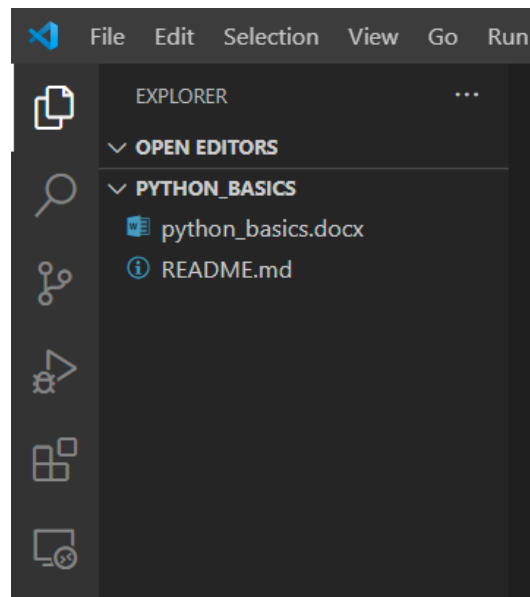 File Edit Selection View Go Run
EXPLORER ...
OPEN EDITORS
PYTHON_BASICS
python_basics.docx
README.md